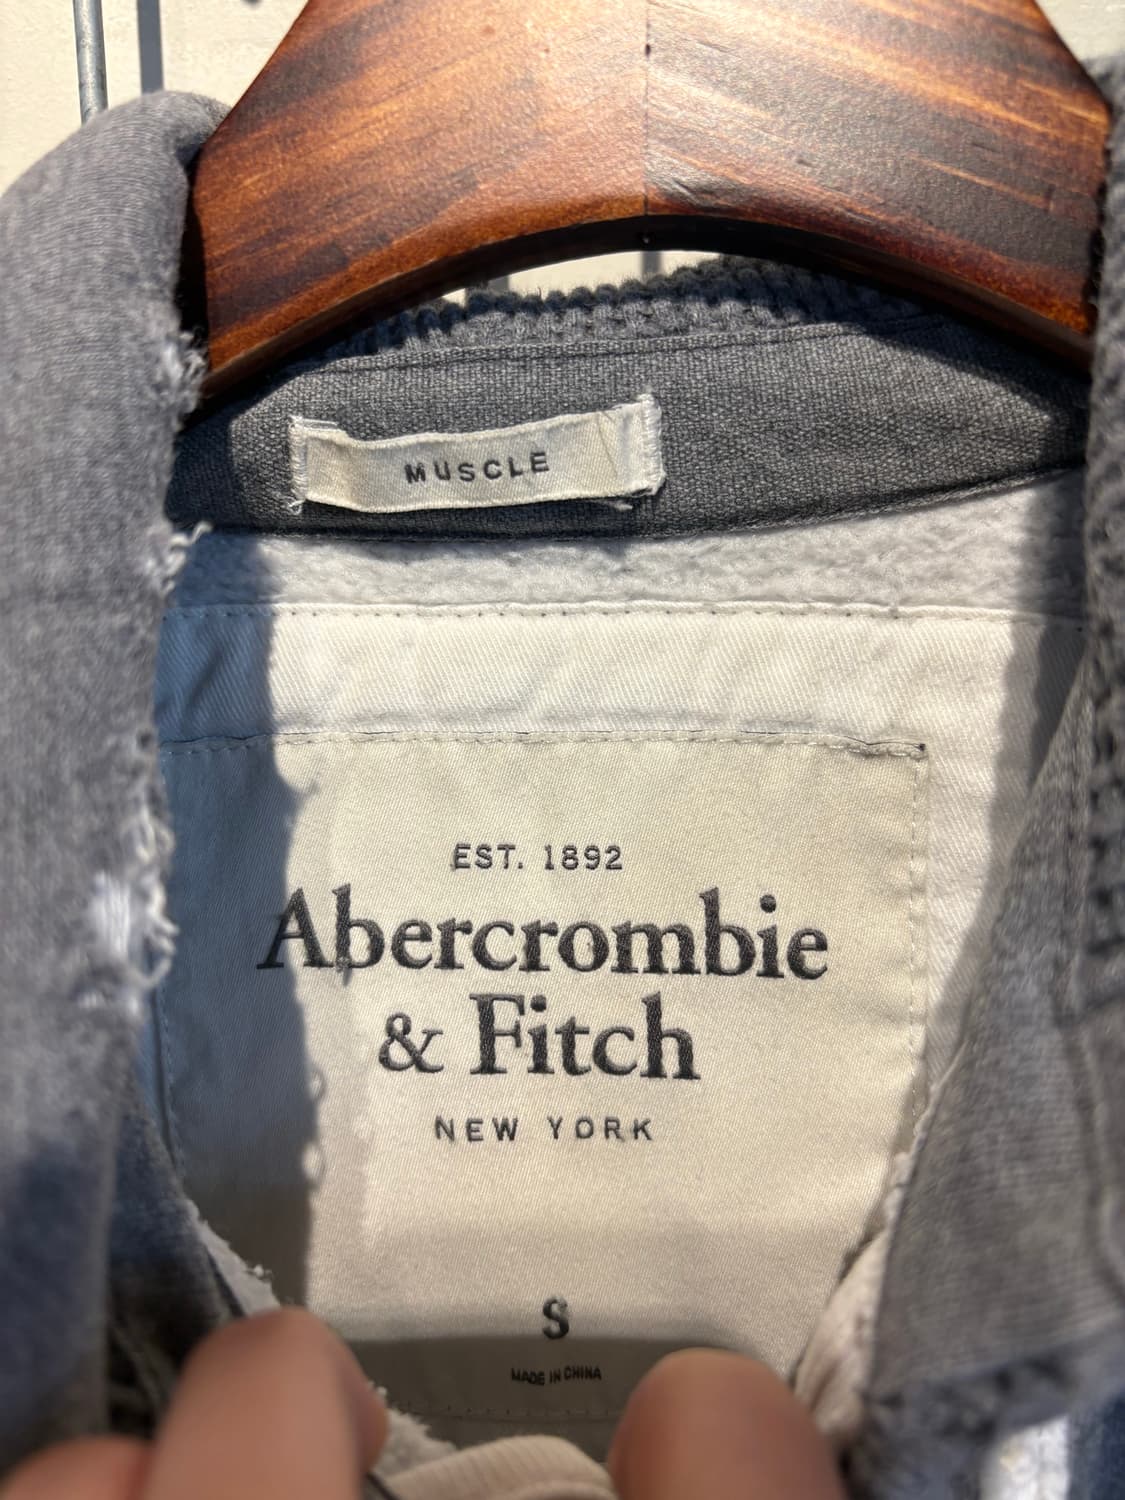 MUSCLE
EST. 1892
Abercrombie
& Fitch
NEW YORK
S
MADE IN CHINA